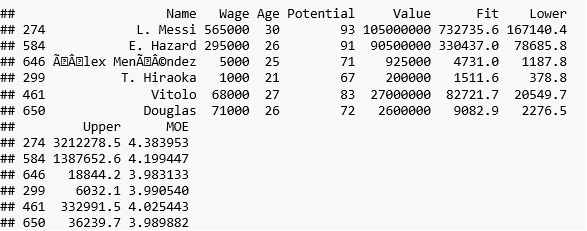 ##                 Name   Wage Age Potential     Value      Fit    Lower
## 274         L. Messi 565000  30        93 105000000 732735.6 167140.4
## 584        E. Hazard 295000  26        91  90500000 330437.0  78685.8
## 646 Ãlex MenÃ©ndez   5000  25        71    925000   4731.0   1187.8
## 299       T. Hiraoka   1000  21        67    200000   1511.6    378.8
## 461           Vitolo  68000  27        83  27000000  82721.7  20549.7
## 650          Douglas  71000  26        72   2600000   9082.9   2276.5
##         Upper      MOE
## 274 3212278.5 4.383953
## 584 1387652.6 4.199447
## 646   18844.2 3.983133
## 299    6032.1 3.990540
## 461  332991.5 4.025443
## 650   36239.7 3.989882